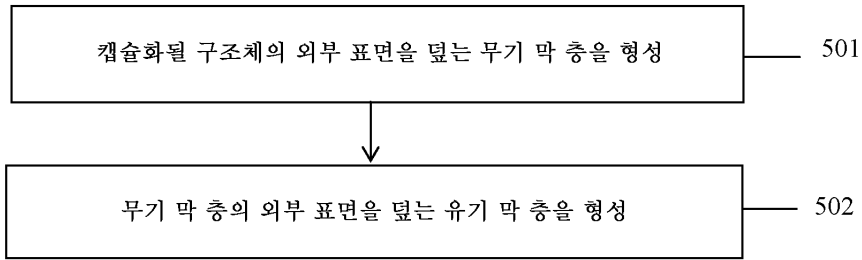 캡슐화될 구조체의 외부 표면을 덮는 무기 막 층을 형성
501
무기 막 층의 외부 표면을 덮는 유기 막 층을 형성
502